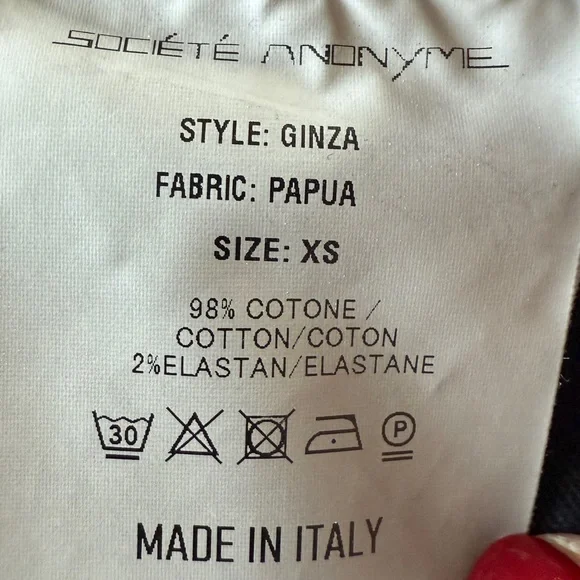 SOCIÉTÉ ANONYME
STYLE: GINZA
FABRIC: PAPUA
SIZE: XS
98% COTONE /
COTTON/COTON
2%ELASTAN/ELASTANE
30 P
MADE IN ITALY